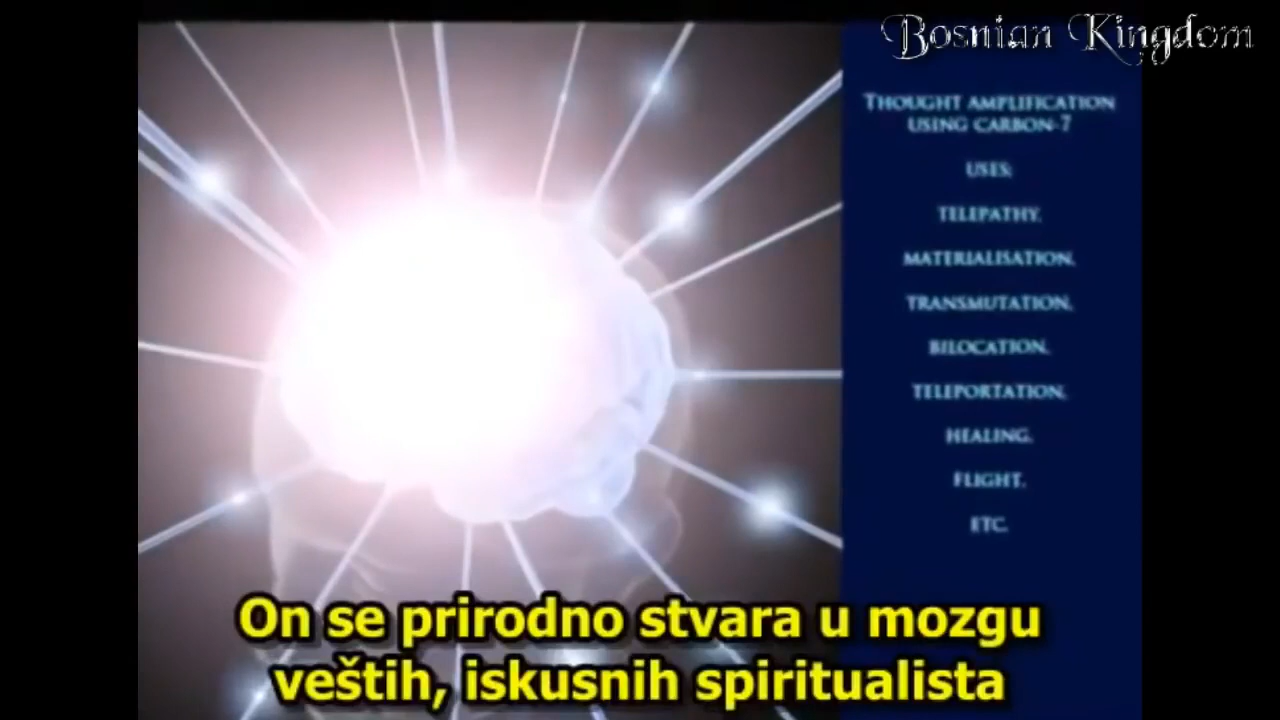 Bosnian Kingdom
THOUGHT AMPLIFICATION
USING CARBON-7
USES:
TELEPATHY,
MATERIALISATION,
TRANSMUTATION,
BILOCATION,
TELEPORTATION,
HEALING,
FLIGHT,
ETC.
On se prirodno stvara u mozgu
veštih, iskusnih spiritualista